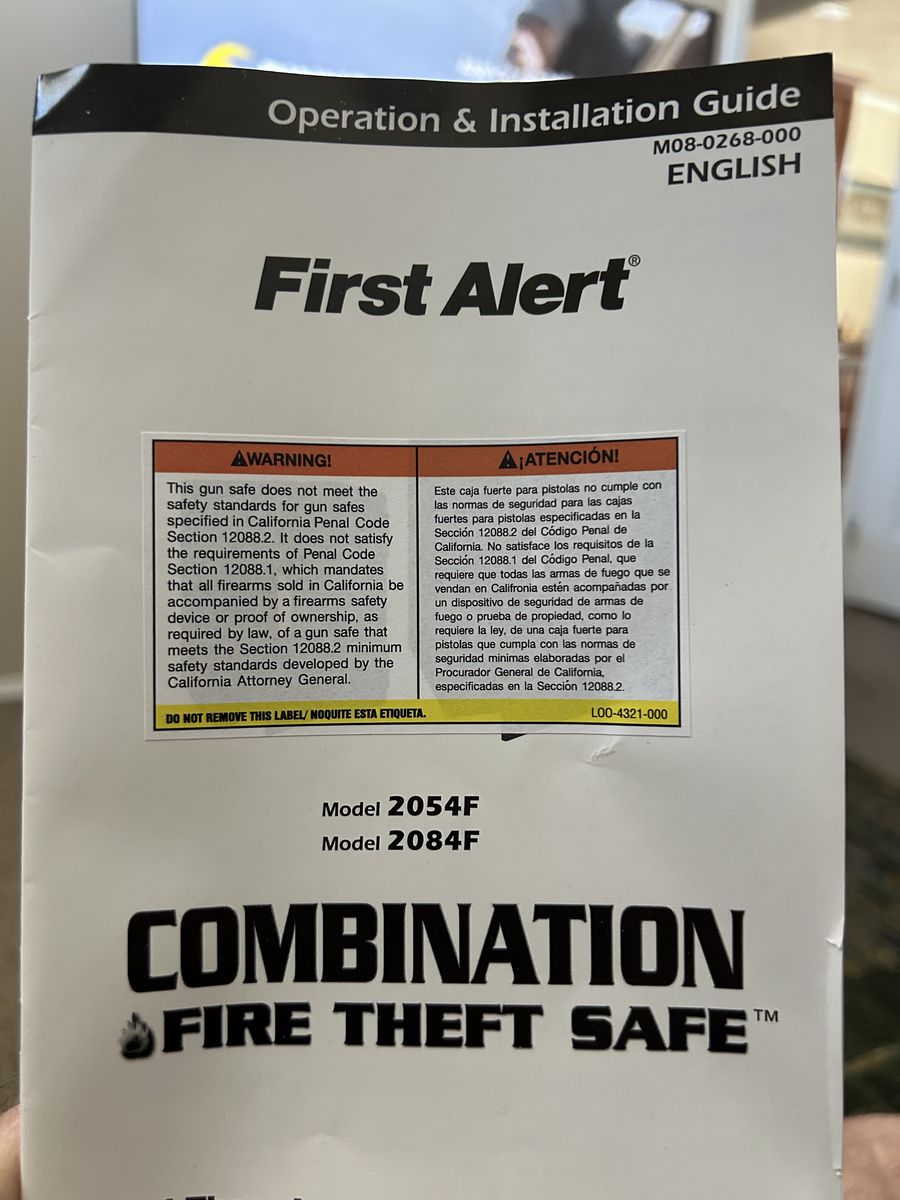 Operation & Installation Guide
M08-0268-000
ENGLISH
First Alert®
WARNING!
This gun safe does not meet the
safety standards for gun safes
specified in California Penal Code
Section 12088.2. It does not satisfy
the requirements of Penal Code
Section 12088.1, which mandates
that all firearms sold in California be
accompanied by a firearms safety
device or proof of ownership, as
required by law, of a gun safe that
meets the Section 12088.2 minimum
safety standards developed by the
California Attorney General.
¡ATENCIÓN!
Este caja fuerte para pistolas no cumple con
las normas de seguridad para las cajas
fuertes para pistolas especificadas en la
Sección 12088.2 del Código Penal de
California. No satisface los requisitos de la
Sección 12088.1 del Código Penal, que
requiere que todas las armas de fuego que se
vendan en Califronia estén acompañadas por
un dispositivo de seguridad de armas de
fuego o prueba de propiedad, como lo
requiere la ley, de una caja fuerte para
pistolas que cumpla con las normas de
seguridad minimas elaboradas por el
Procurador General de California,
especificadas en la Sección 12088.2.
DO NOT REMOVE THIS LABEL/ NOQUITE ESTA ETIQUETA.
LOO-4321-000
Model 2054F
Model 2084F
COMBINATION
FIRE THEFT SAFE™